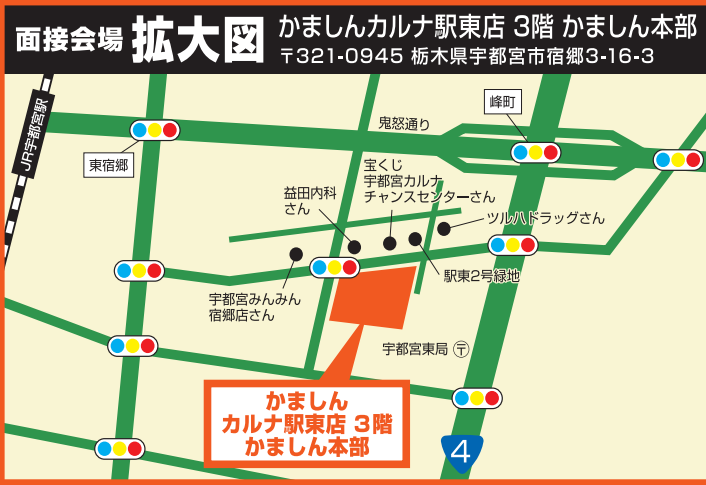 面接会場 拡大図
かましんカルナ駅東店 3階 かましん本部
〒321-0945 栃木県宇都宮市宿郷3-16-3
JR宇都宮駅
東宿郷
鬼怒通り
峰町
宝くじ
宇都宮カルナ
チャンスセンターさん
益田内科
さん
ツルハドラッグさん
駅東2号緑地
宇都宮みんみん
宿郷店さん
宇都宮東局 〒
かましん
カルナ駅東店 3階
かましん本部
4